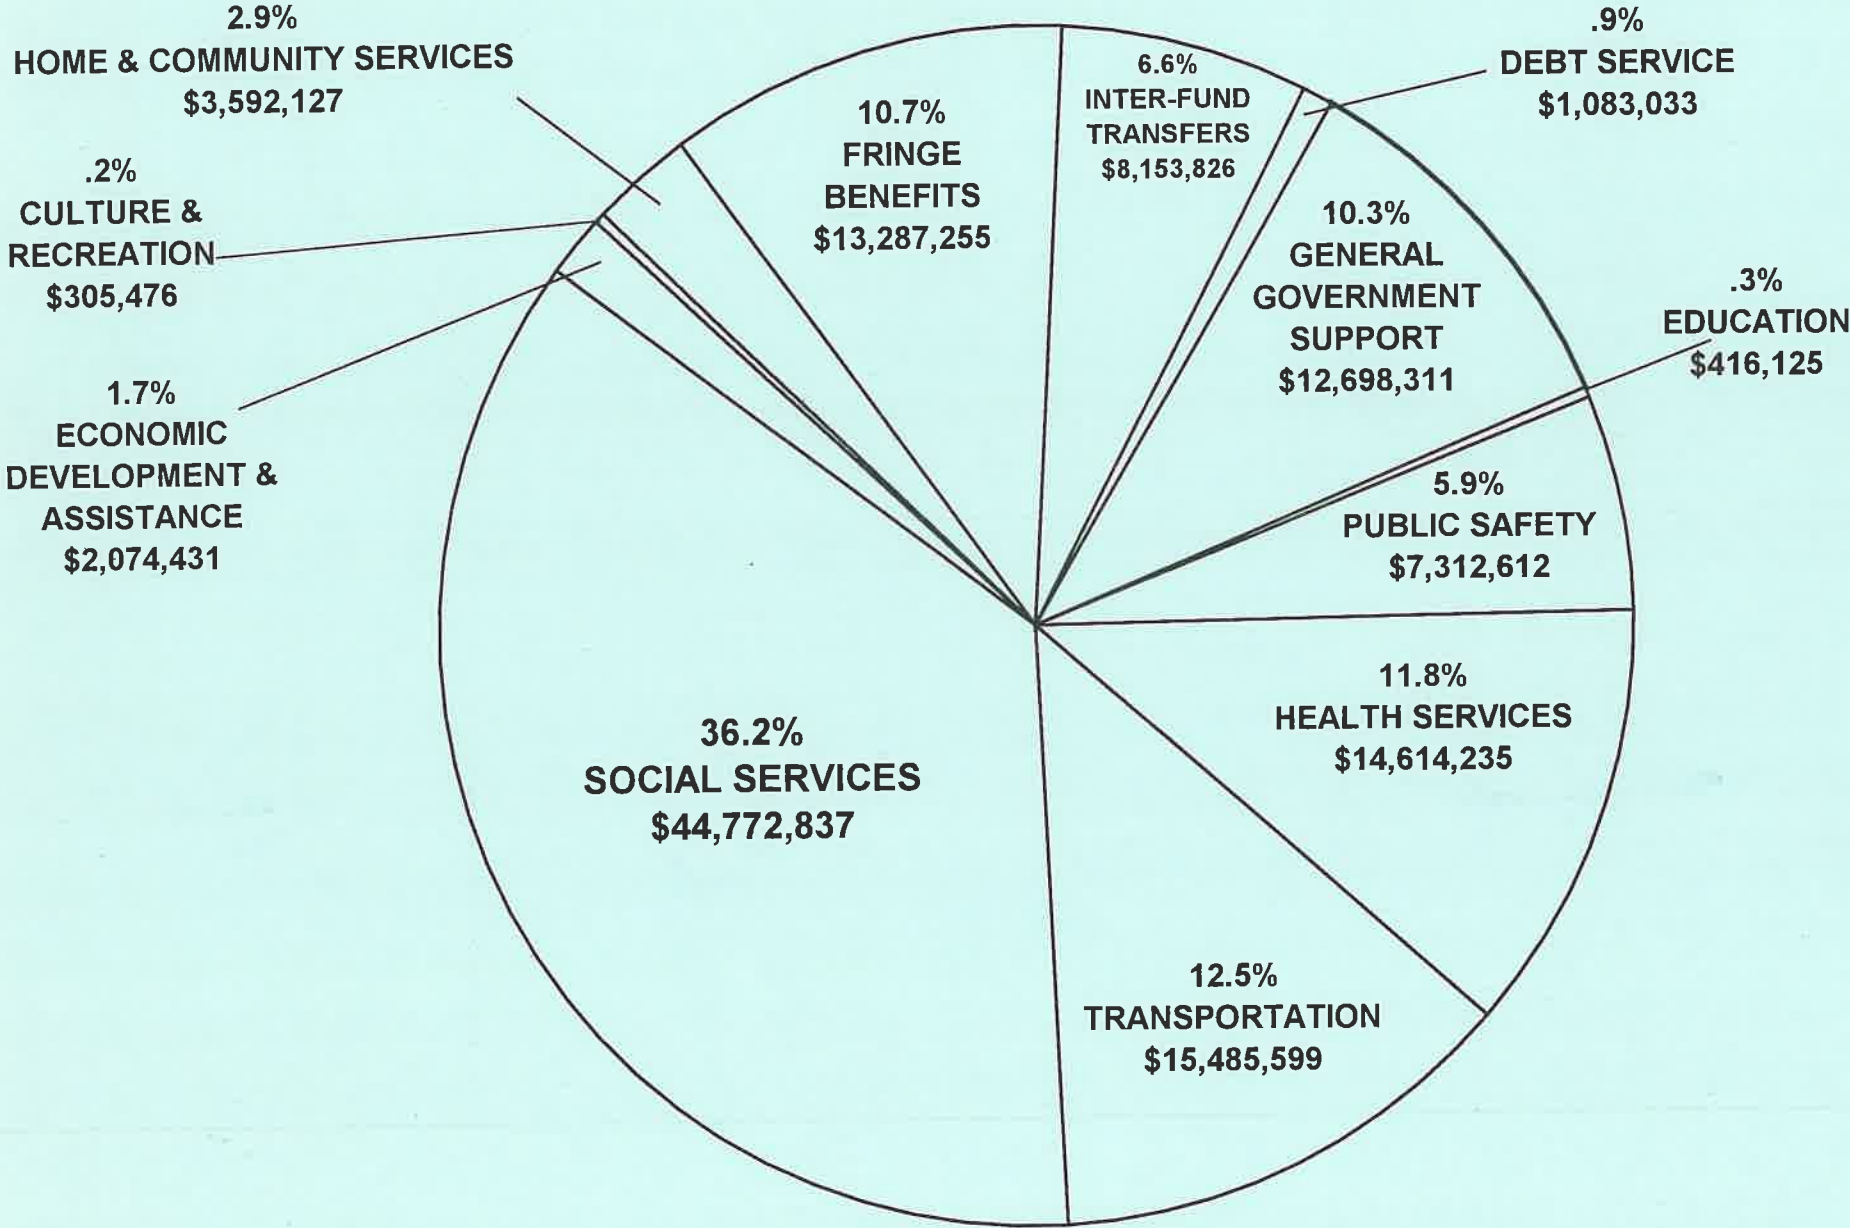 2.9%
HOME & COMMUNITY SERVICES
$3,592,127
.2%
CULTURE &
RECREATION
$305,476
1.7%
ECONOMIC
DEVELOPMENT &
ASSISTANCE
$2,074,431
10.7%
FRINGE
BENEFITS
$13,287,255
6.6%
INTER-FUND
TRANSFERS
$8,153,826
.9%
DEBT SERVICE
$1,083,033
10.3%
GENERAL
GOVERNMENT
SUPPORT
$12,698,311
.3%
EDUCATION
$416,125
5.9%
PUBLIC SAFETY
$7,312,612
11.8%
HEALTH SERVICES
$14,614,235
12.5%
TRANSPORTATION
$15,485,599
36.2%
SOCIAL SERVICES
$44,772,837